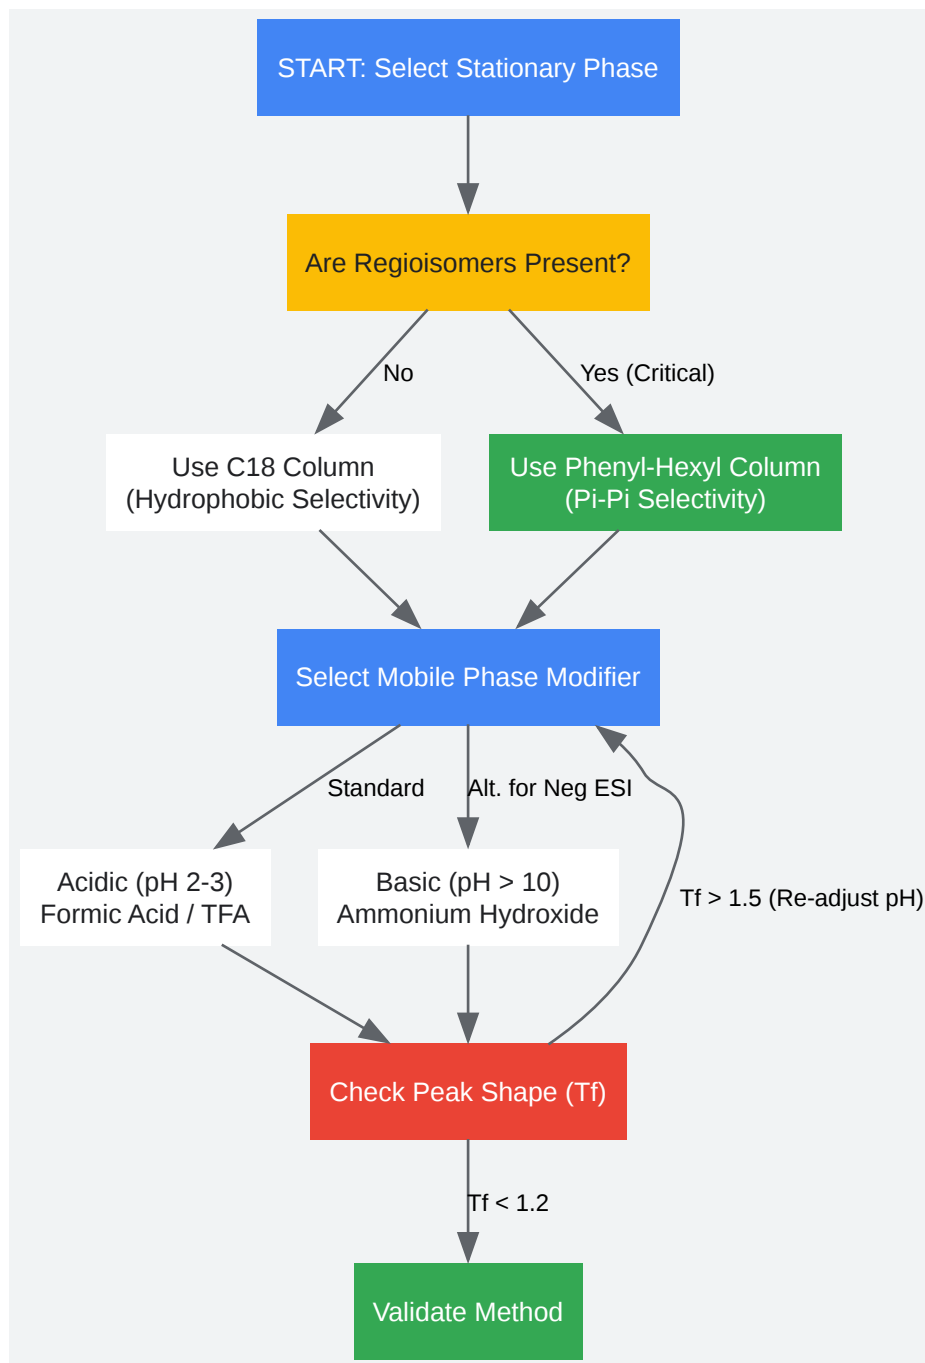 START: Select Stationary Phase
Are Regioisomers Present?
No
Yes (Critical)
Use C18 Column
(Hydrophobic Selectivity)
Use Phenyl-Hexyl Column
(Pi-Pi Selectivity)
Select Mobile Phase Modifier
Standard
Alt. for Neg ESI
Acidic (pH 2-3)
Formic Acid / TFA
Basic (pH > 10)
Ammonium Hydroxide
Tf > 1.5 (Re-adjust pH)
Check Peak Shape (Tf)
Tf < 1.2
Validate Method